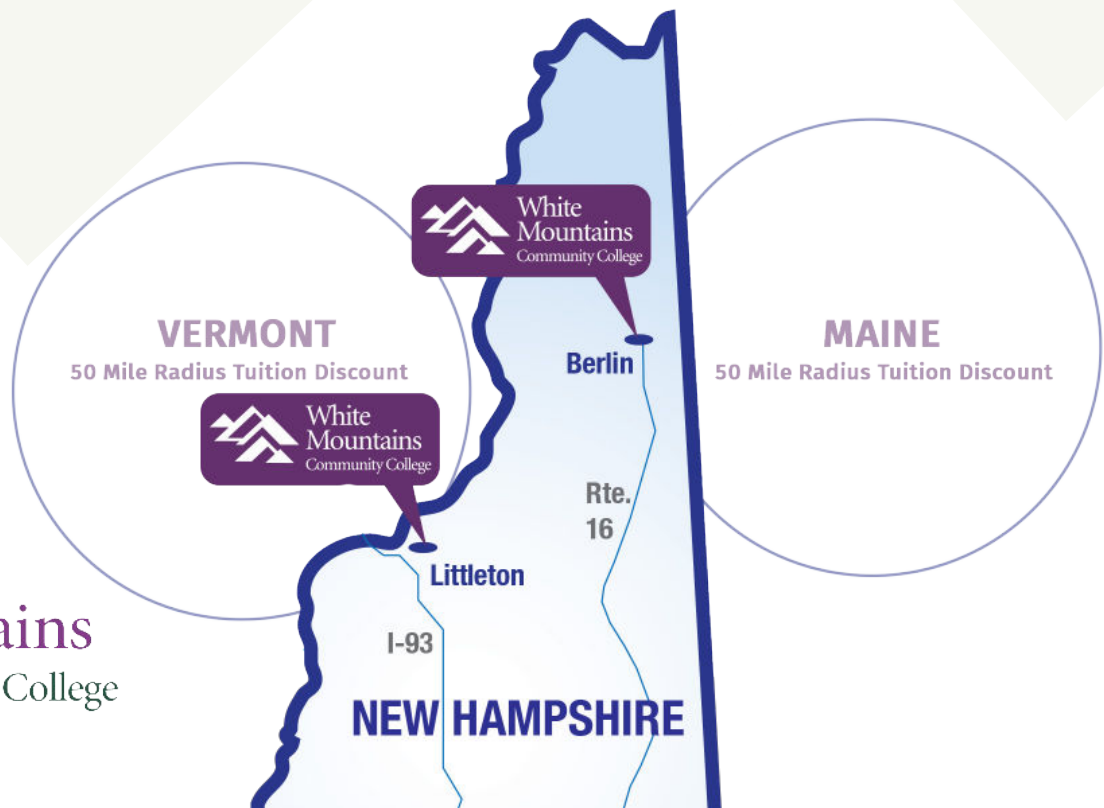 White
Mountains
Community College
VERMONT
50 Mile Radius Tuition Discount
MAINE
50 Mile Radius Tuition Discount
Berlin
White
Mountains
Community College
Rte.
16
Littleton
ains
College
I-93
NEW HAMPSHIRE